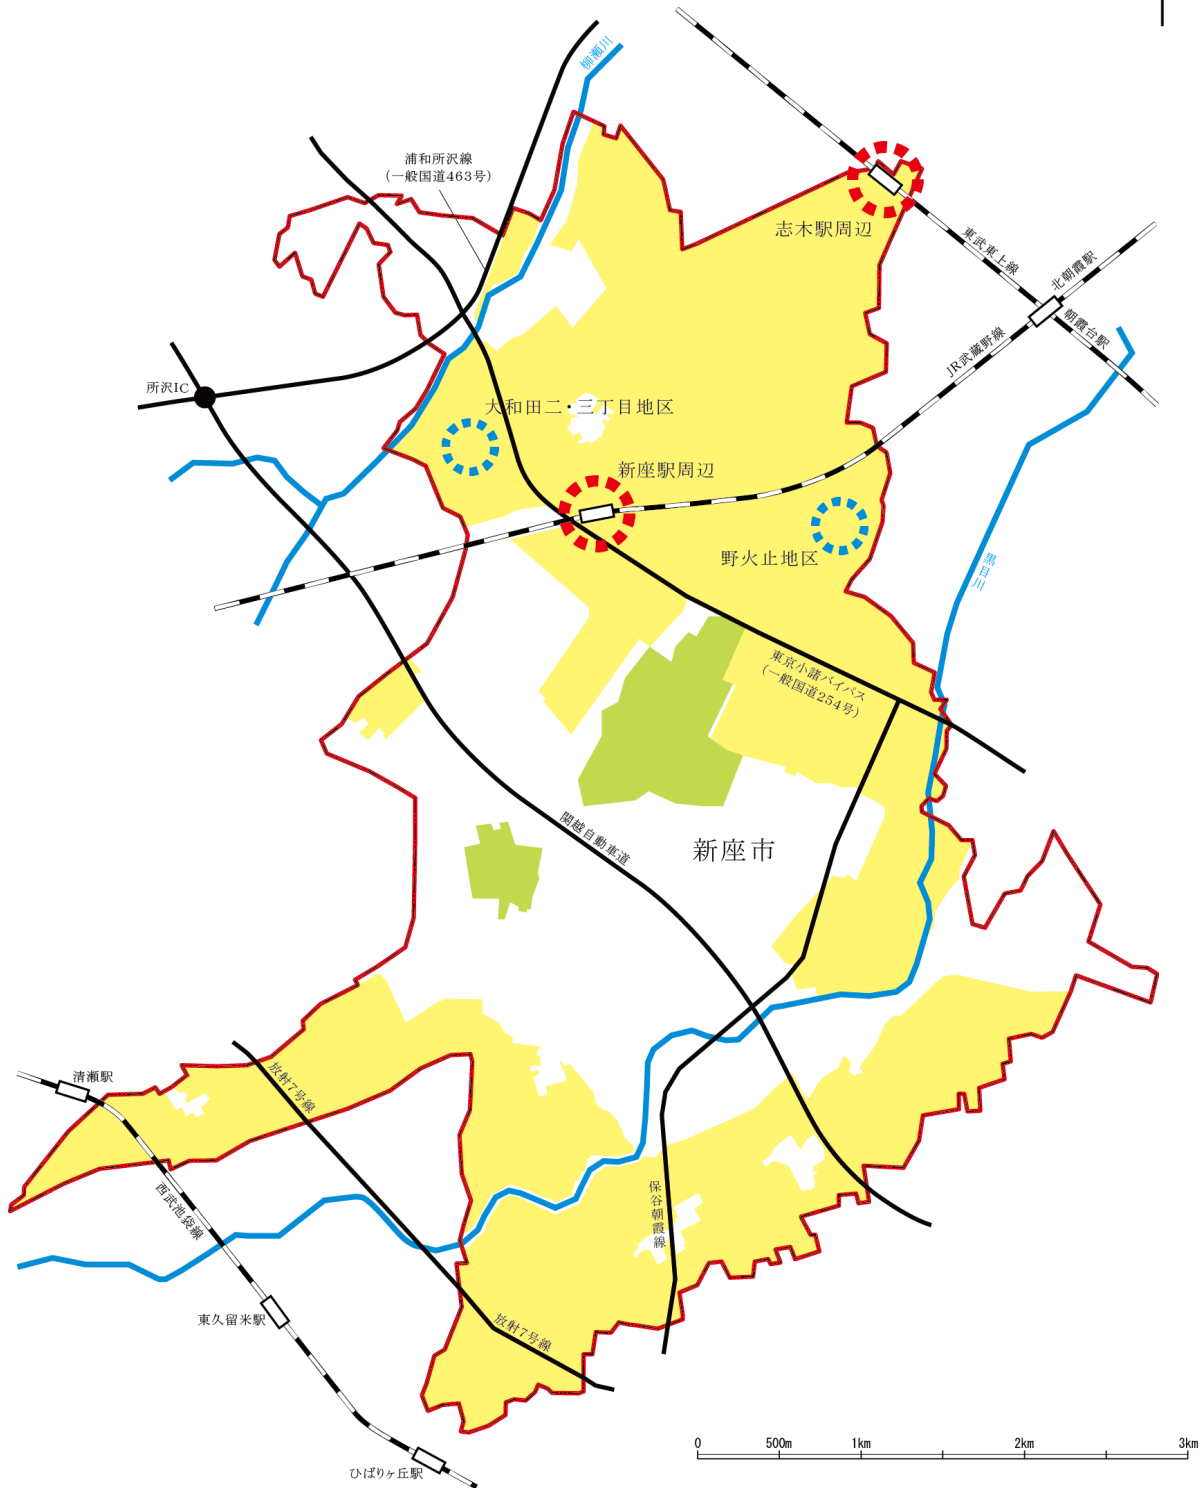 柳瀬川
浦和所沢線
(一般国道463号)
志木駅周辺
東武東上線
北朝霞駅
朝霞台駅
JR武蔵野線
所沢IC
大和田二・三丁目地区
新座駅周辺
野火止地区
黒目川
東京小諸バイパス
(一般国道254号)
関越自動車道
新座市
清瀬駅
放射7号線
西武池袋線
保谷朝霞線
東久留米駅
放射7号線
ひばりヶ丘駅
0 500m 1km 2km 3km